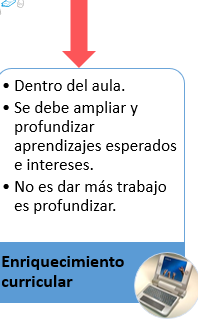 • Dentro del aula.
• Se debe ampliar y
profundizar
aprendizajes esperados
e intereses.
• No es dar más trabajo
es profundizar.
Enriquecimiento
curricular